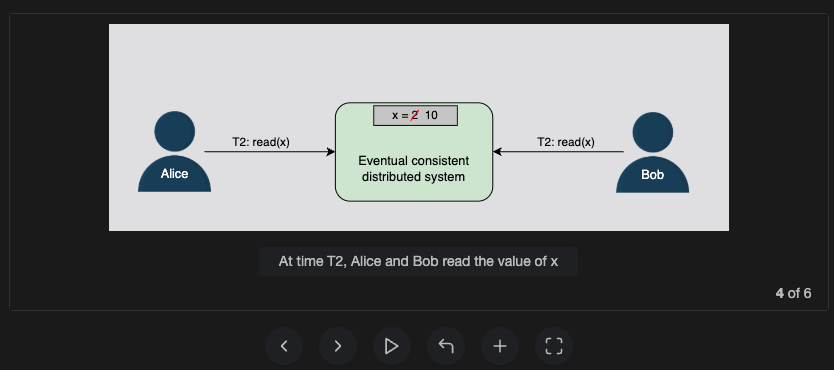 x = 2 10
T2: read(x)
T2: read(x)
Eventual consistent
distributed system
Alice
Bob
At time T2, Alice and Bob read the value of x
4 of 6